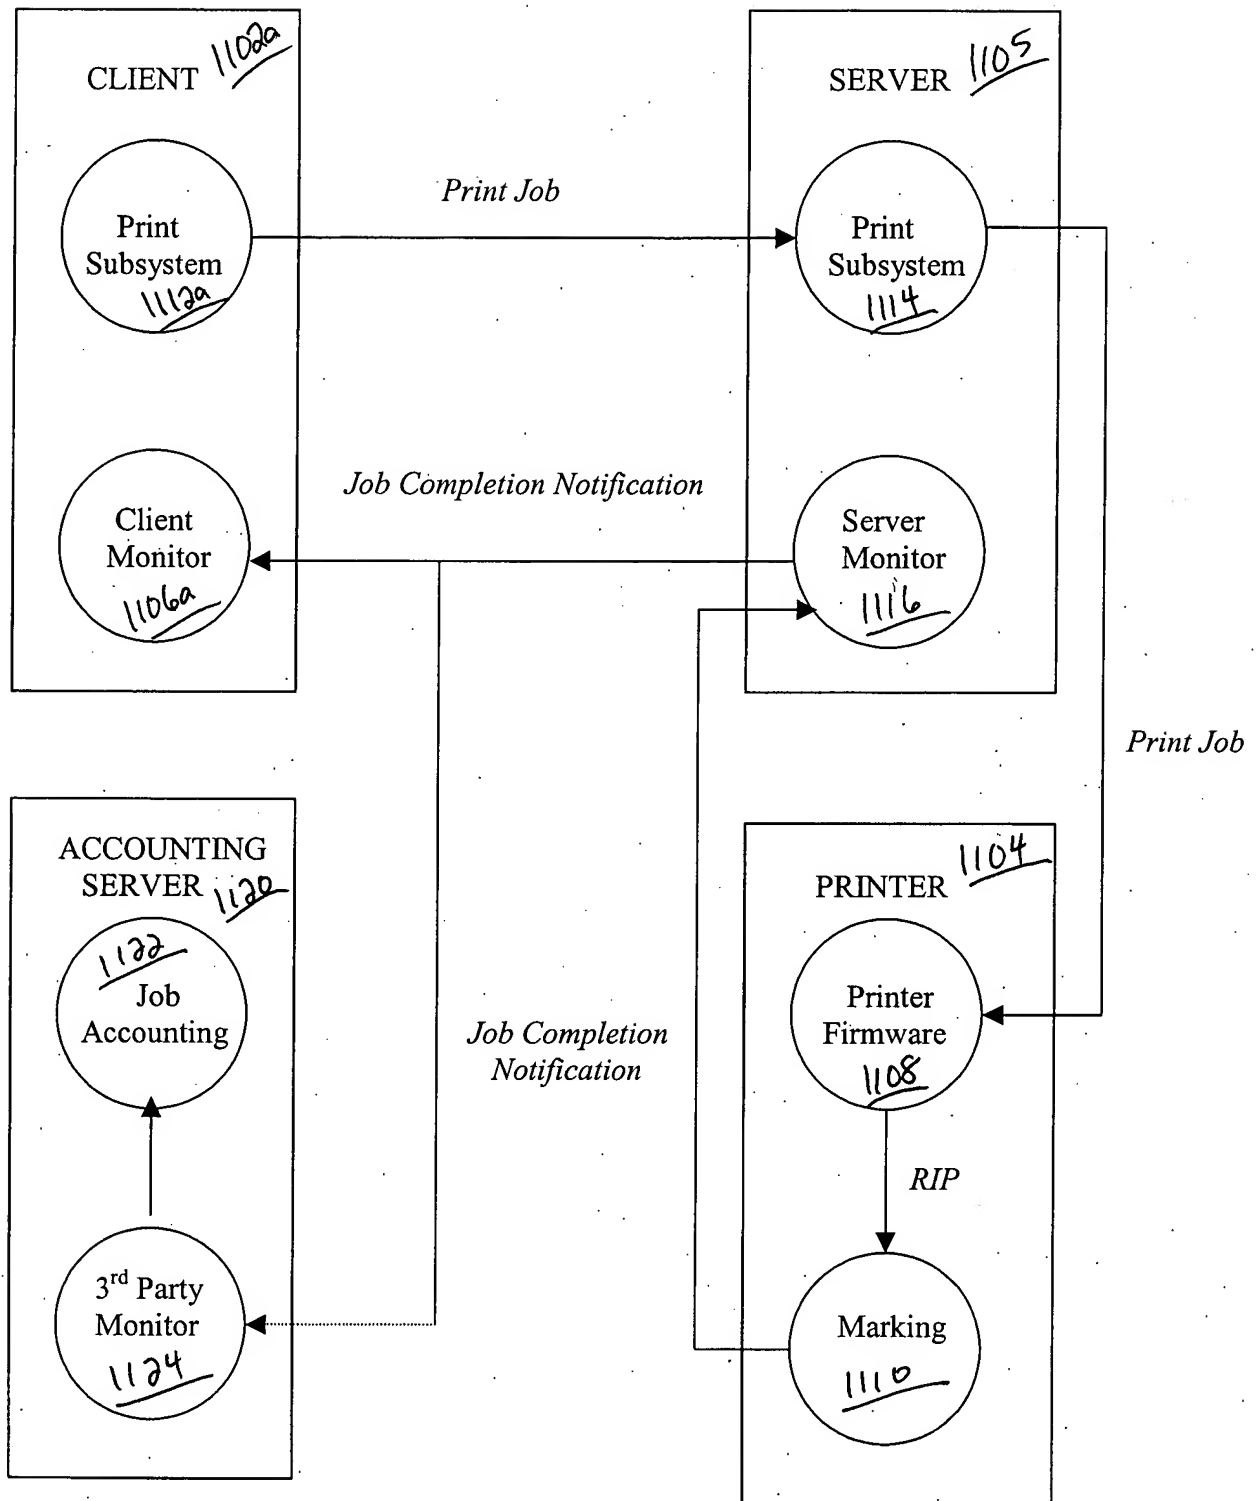 CLIENT 1102a
Print
Subsystem
1112a
Client
Monitor
1106a
Print Job
Job Completion Notification
SERVER 1105
Print
Subsystem
1114
Server
Monitor
1116
Print Job
ACCOUNTING
SERVER 1120
1122
Job
Accounting
3rd Party
Monitor
1124
Job Completion
Notification
PRINTER 1104
Printer
Firmware
1108
RIP
Marking
1110